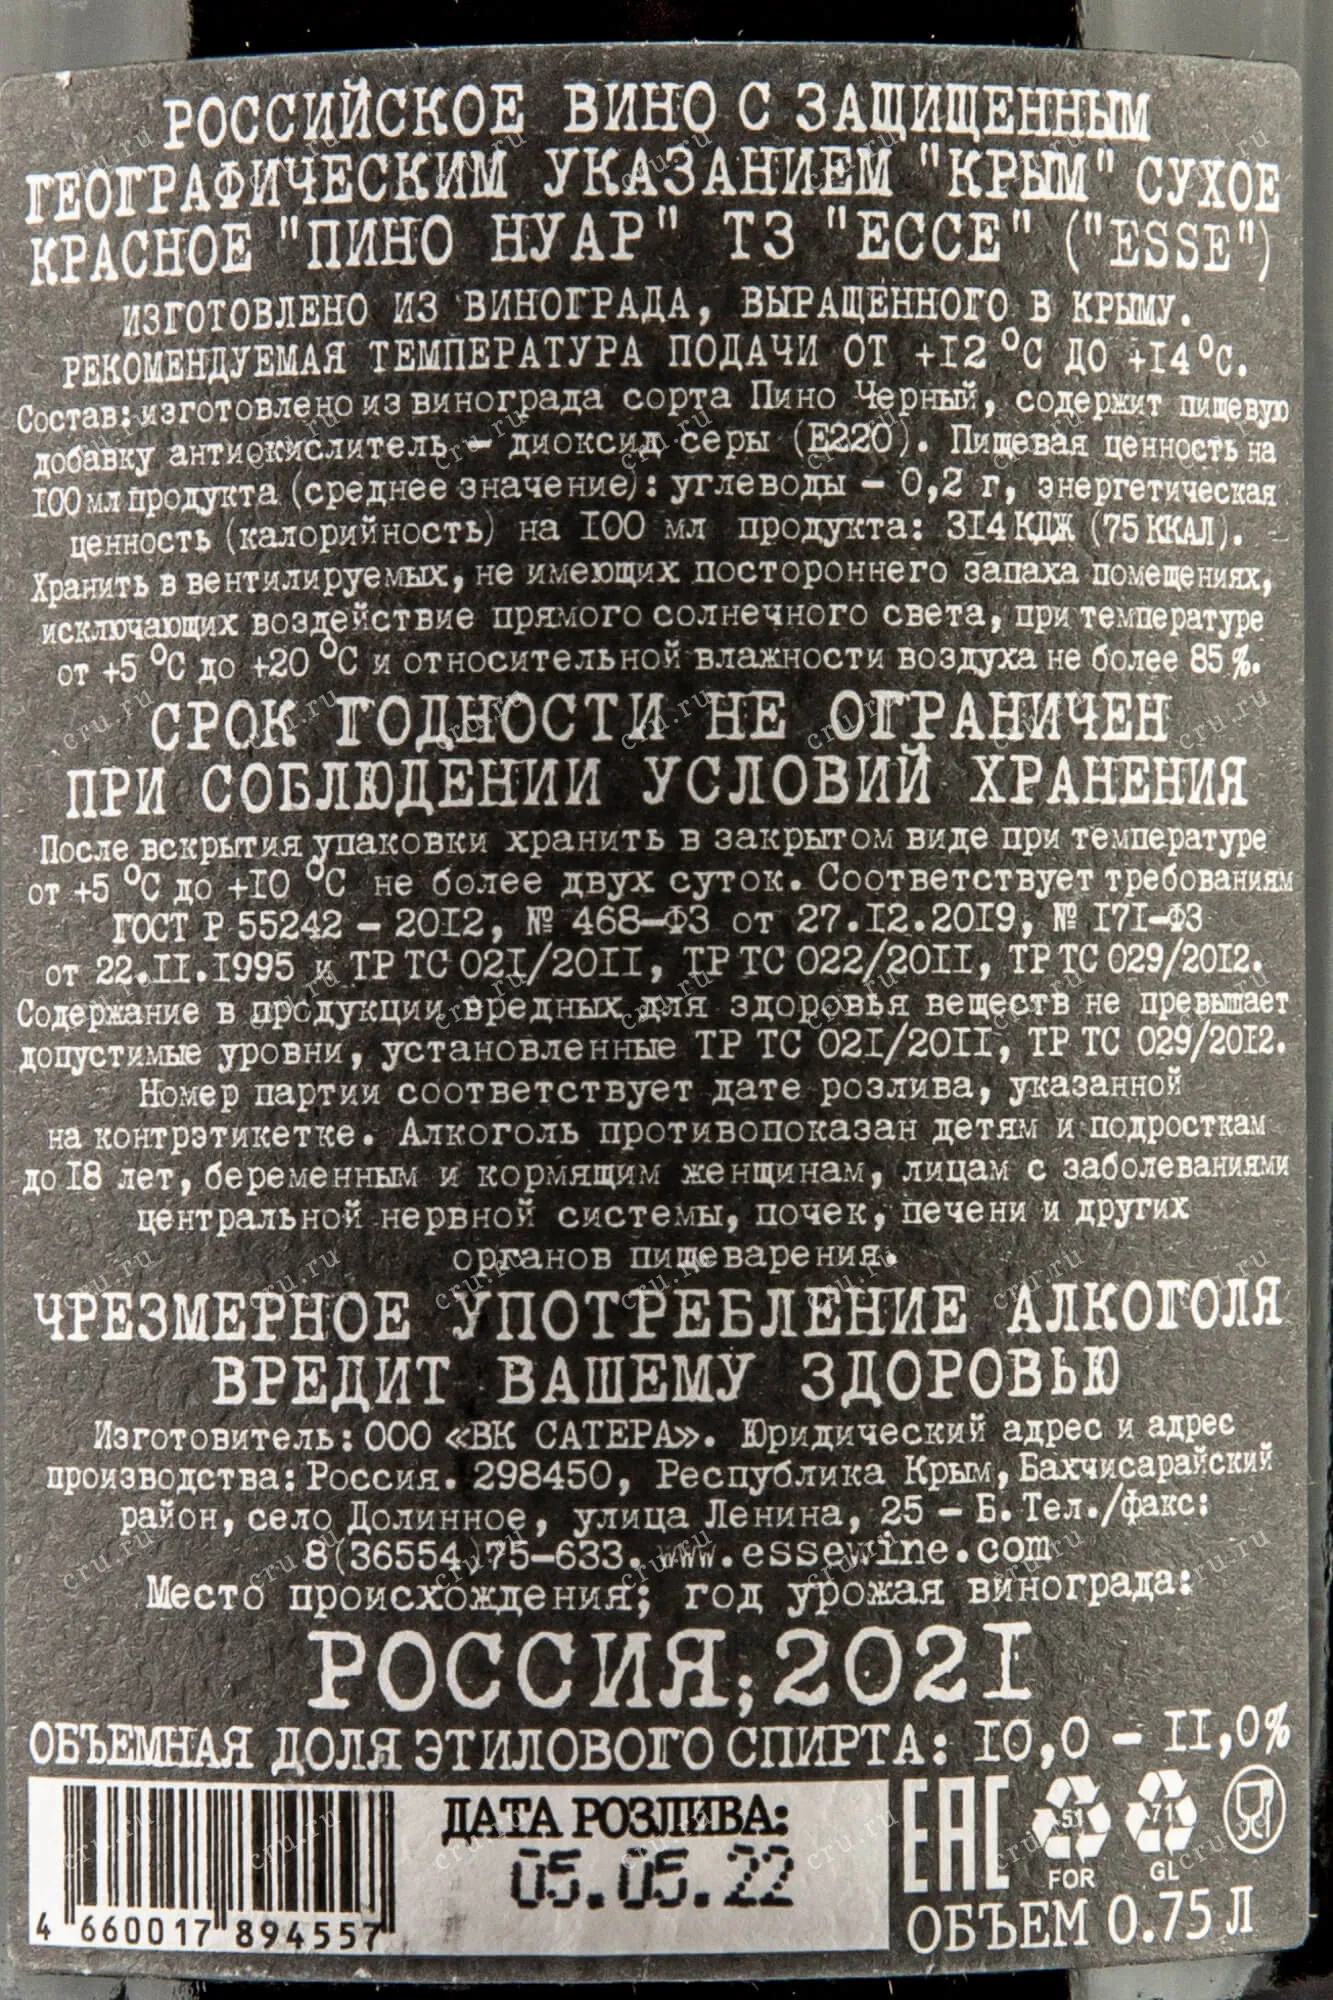 РОССИЙСКОЕ ВИНО С ЗАЩИЩЕННЫМ
ГЕОГРАФИЧЕСКИМ УКАЗАНИЕМ "КРЫМ" СУХОЕ
КРАСНОЕ "ПИНО НУАР" ТЗ "ЕССЕ" ("ESSE")
ИЗГОТОВЛЕНО ИЗ ВИНОГРАДА, ВЫРАЩЕННОГО В КРЫМУ.
РЕКОМЕНДУЕМАЯ ТЕМПЕРАТУРА ПОДАЧИ ОТ +12 °С ДО +14 °С.
Состав: изготовлено из винограда сорта Пино Черный, содержит пищевую
добавку антиокислитель - диоксид серы (Е220). Пищевая ценность на
100 мл продукта (среднее значение): углеводы - 0,2 г, энергетическая
ценность (калорийность) на 100 мл продукта: 314 КДЖ (75 ККАЛ).
Хранить в вентилируемых, не имеющих постороннего запаха помещениях,
исключающих воздействие прямого солнечного света, при температуре
от +5 °С до +20 °С и относительной влажности воздуха не более 85 %.
СРОК ГОДНОСТИ НЕ ОГРАНИЧЕН
ПРИ СОБЛЮДЕНИИ УСЛОВИЙ ХРАНЕНИЯ
После вскрытия упаковки хранить в закрытом виде при температуре
от +5 °С до +10 °С не более двух суток. Соответствует требованиям
ГОСТ Р 55242 - 2012, № 468-ФЗ от 27.12.2019, № 171-ФЗ
от 22.11.1995 и ТР ТС 021/2011, ТР ТС 022/2011, ТР ТС 029/2012.
Содержание в продукции вредных для здоровья веществ не превышает
допустимые уровни, установленные ТР ТС 021/2011, ТР ТС 029/2012.
Номер партии соответствует дате розлива, указанной
на контрэтикетке. Алкоголь противопоказан детям и подросткам
до 18 лет, беременным и кормящим женщинам, лицам с заболеваниями
центральной нервной системы, почек, печени и других
органов пищеварения.
ЧРЕЗМЕРНОЕ УПОТРЕБЛЕНИЕ АЛКОГОЛЯ
ВРЕДИТ ВАШЕМУ ЗДОРОВЬЮ
Изготовитель: ООО «ВК САТЕРА». Юридический адрес и адрес
производства: Россия. 298450, Республика Крым, Бахчисарайский
район, село Долинное, улица Ленина, 25 - Б. Тел./факс:
8(36554)75-633. www.essewine.com
Место происхождения; год урожая винограда:
РОССИЯ; 2021
ОБЪЕМНАЯ ДОЛЯ ЭТИЛОВОГО СПИРТА: 10,0 - 11,0%
ДАТА РОЗЛИВА:
05.05.22
4 660017 894557
EAC
51
FOR
71
GL
ОБЪЕМ 0.75 Л